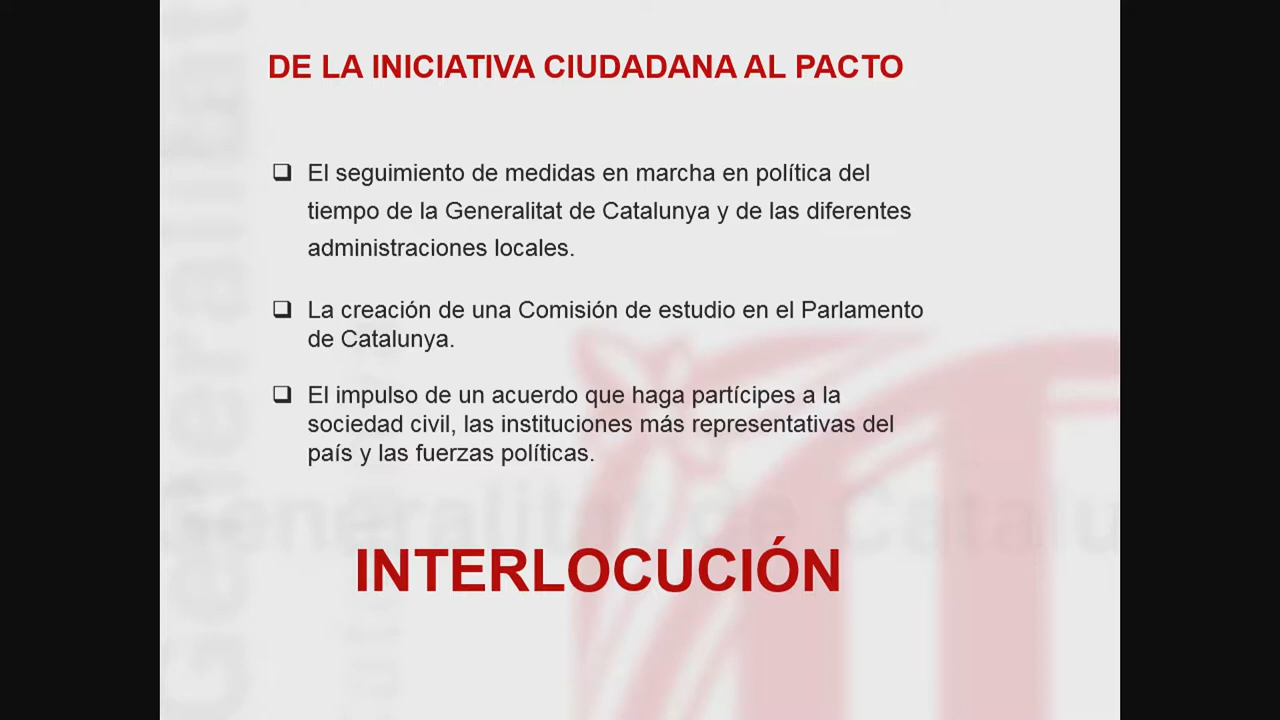 DE LA INICIATIVA CIUDADANA AL PACTO
El seguimiento de medidas en marcha en política del
tiempo de la Generalitat de Catalunya y de las diferentes
administraciones locales.
La creación de una Comisión de estudio en el Parlamento
de Catalunya.
El impulso de un acuerdo que haga partícipes a la
sociedad civil, las instituciones más representativas del
país y las fuerzas políticas.
Generalitat de Catalu
INTERLOCUCIÓN